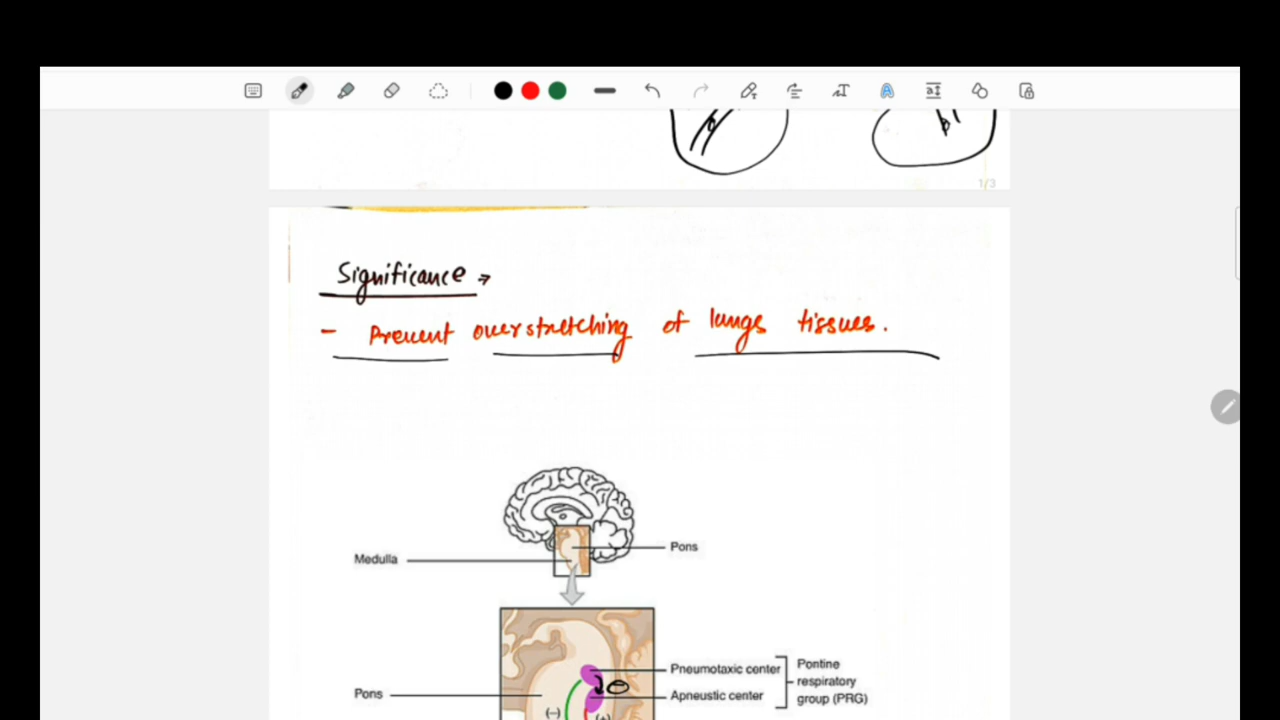 1/3
Significance →
- Prevent overstretching of lungs tissues.
Pons
Medulla
Pneumotaxic center
Apneustic center
Pontine
respiratory
group (PRG)
Pons
(–)
(+)